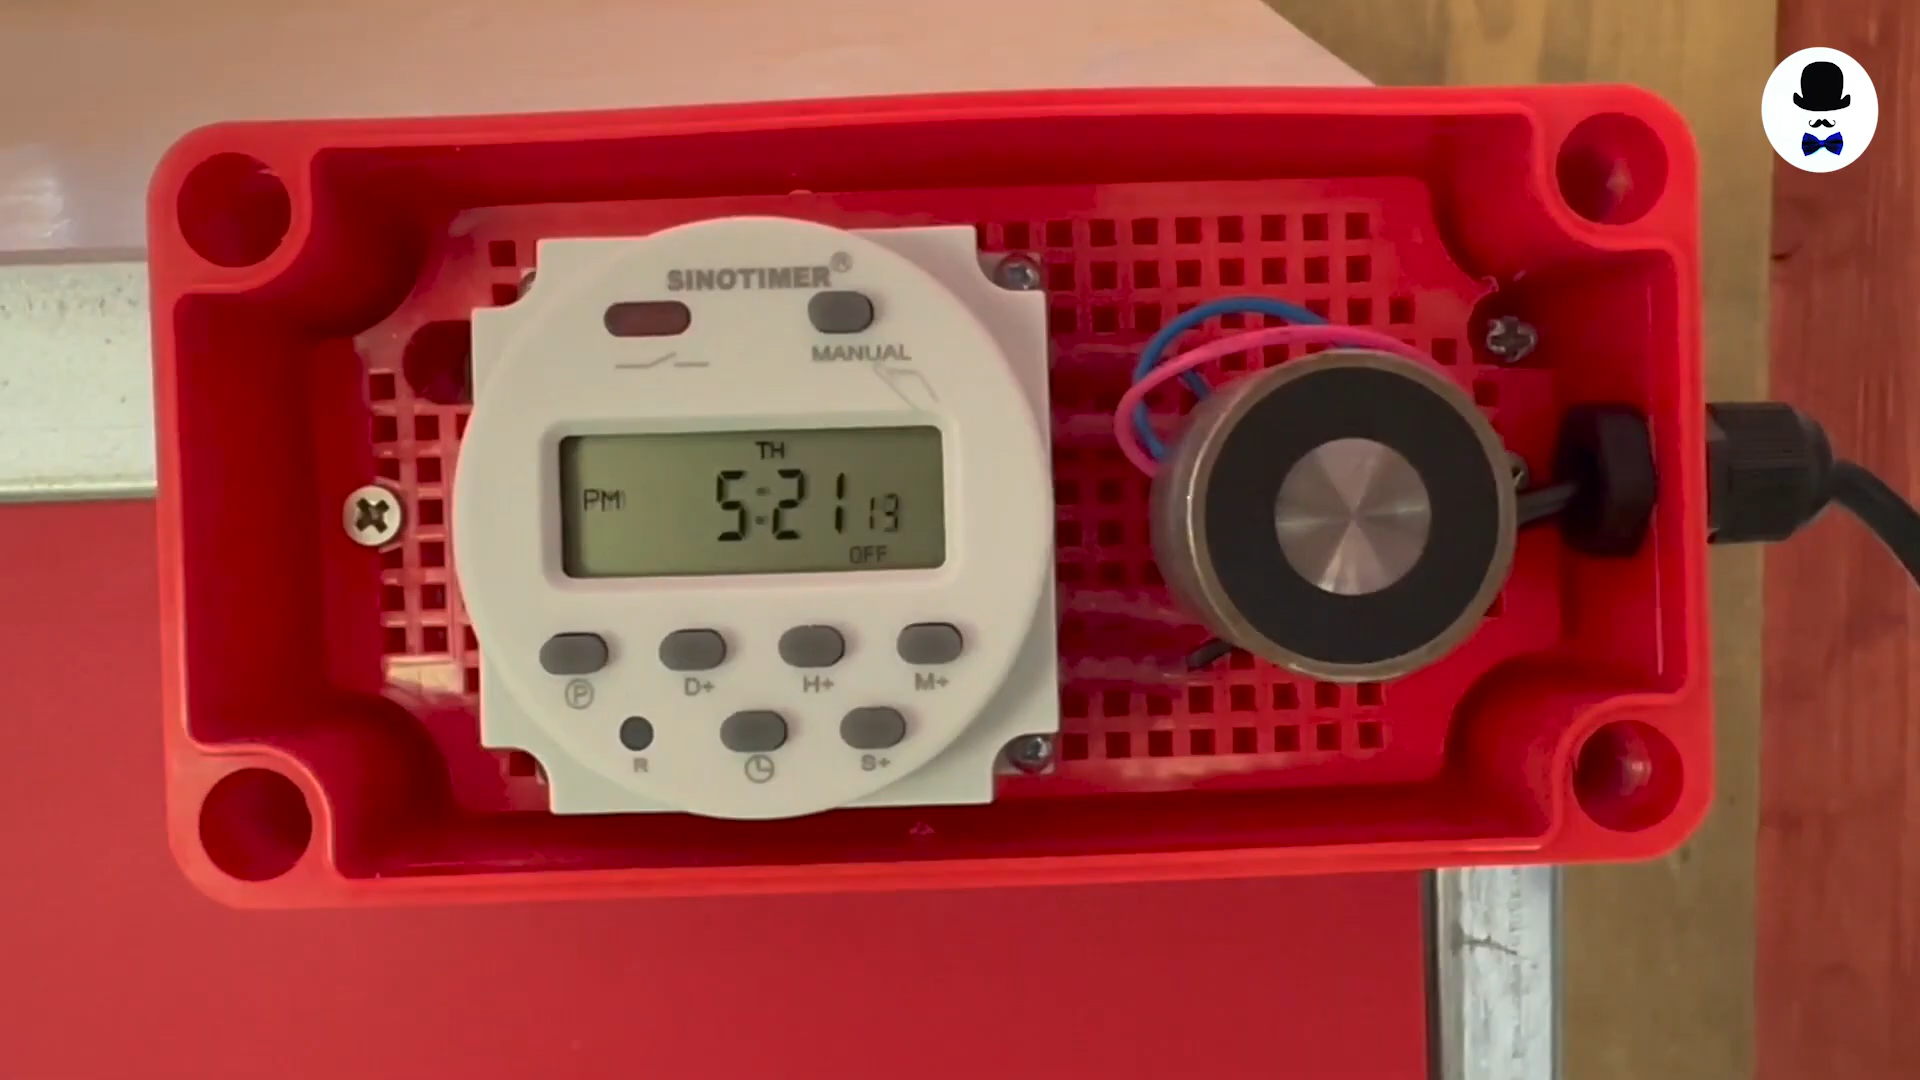 SINOTIMER®
MANUAL
TH
PM 5:21 13
OFF
P D+ H+ M+
R S+